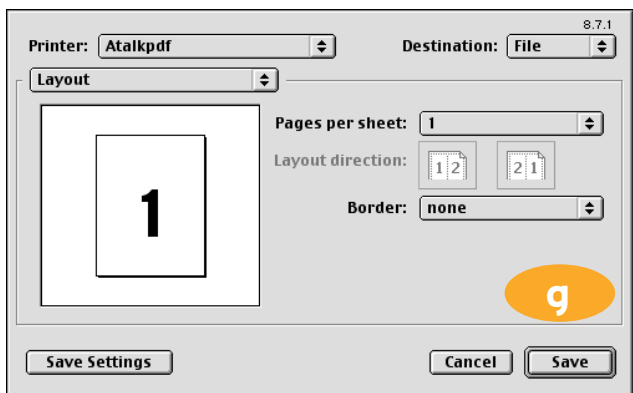 8.7.1
Printer: Atalkpdf Destination: File
Layout
Pages per sheet: 1
Layout direction: 1 2 2 1
Border: none
1
g
Save Settings Cancel Save